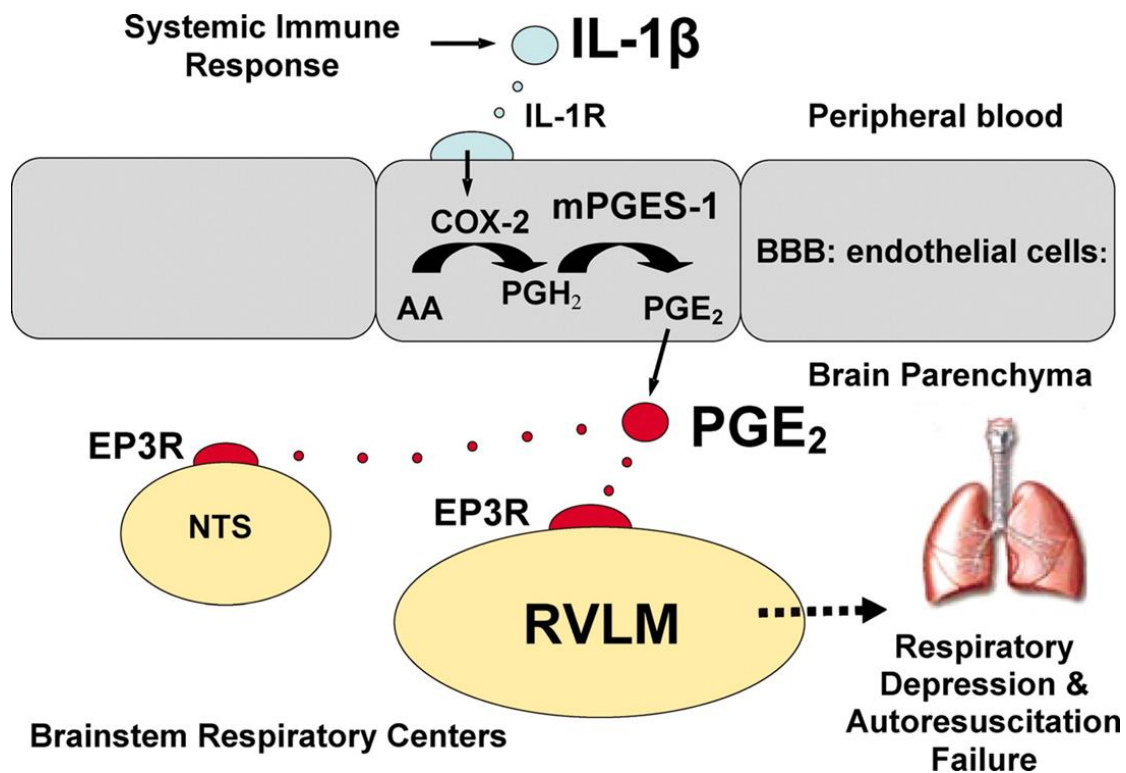 Systemic Immune
Response
IL-1β
IL-1R
Peripheral blood
COX-2
mPGES-1
AA
PGH₂
PGE₂
BBB: endothelial cells:
Brain Parenchyma
PGE₂
EP3R
NTS
EP3R
RVLM
Respiratory
Depression &
Autoresuscitation
Failure
Brainstem Respiratory Centers